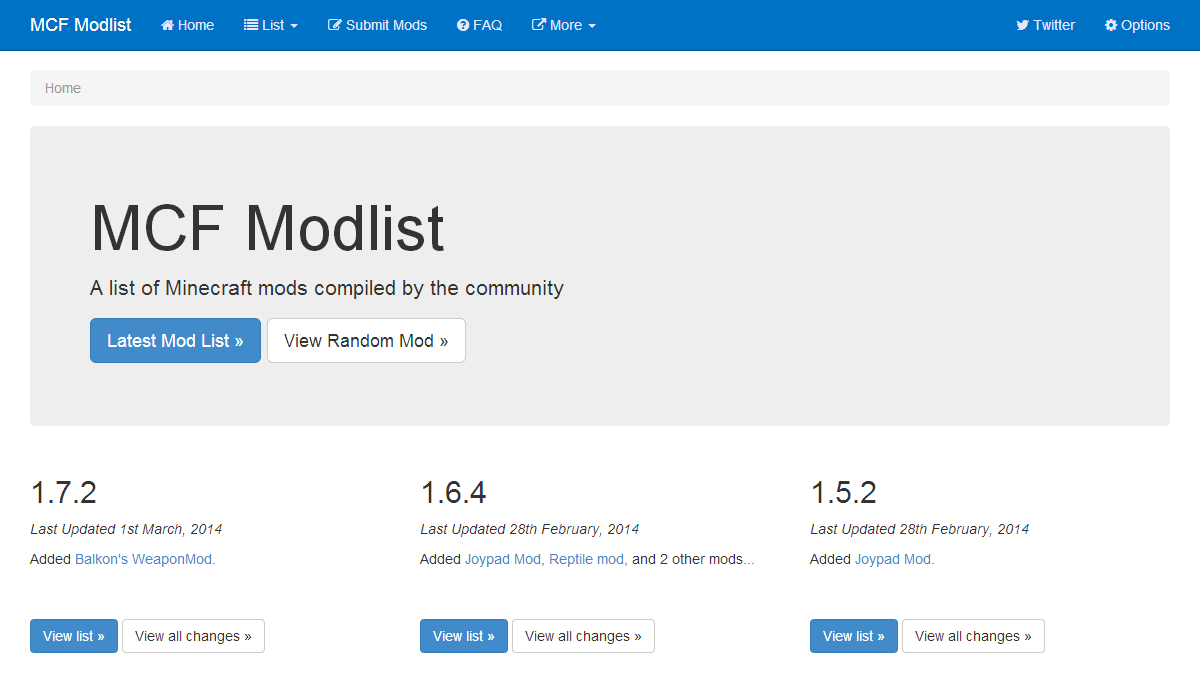 MCF Modlist Home List Submit Mods FAQ More Twitter Options
Home
MCF Modlist
A list of Minecraft mods compiled by the community
Latest Mod List » View Random Mod »
1.7.2
Last Updated 1st March, 2014
Added Balkon's WeaponMod.
View list » View all changes »
1.6.4
Last Updated 28th February, 2014
Added Joypad Mod, Reptile mod, and 2 other mods...
View list » View all changes »
1.5.2
Last Updated 28th February, 2014
Added Joypad Mod.
View list » View all changes »